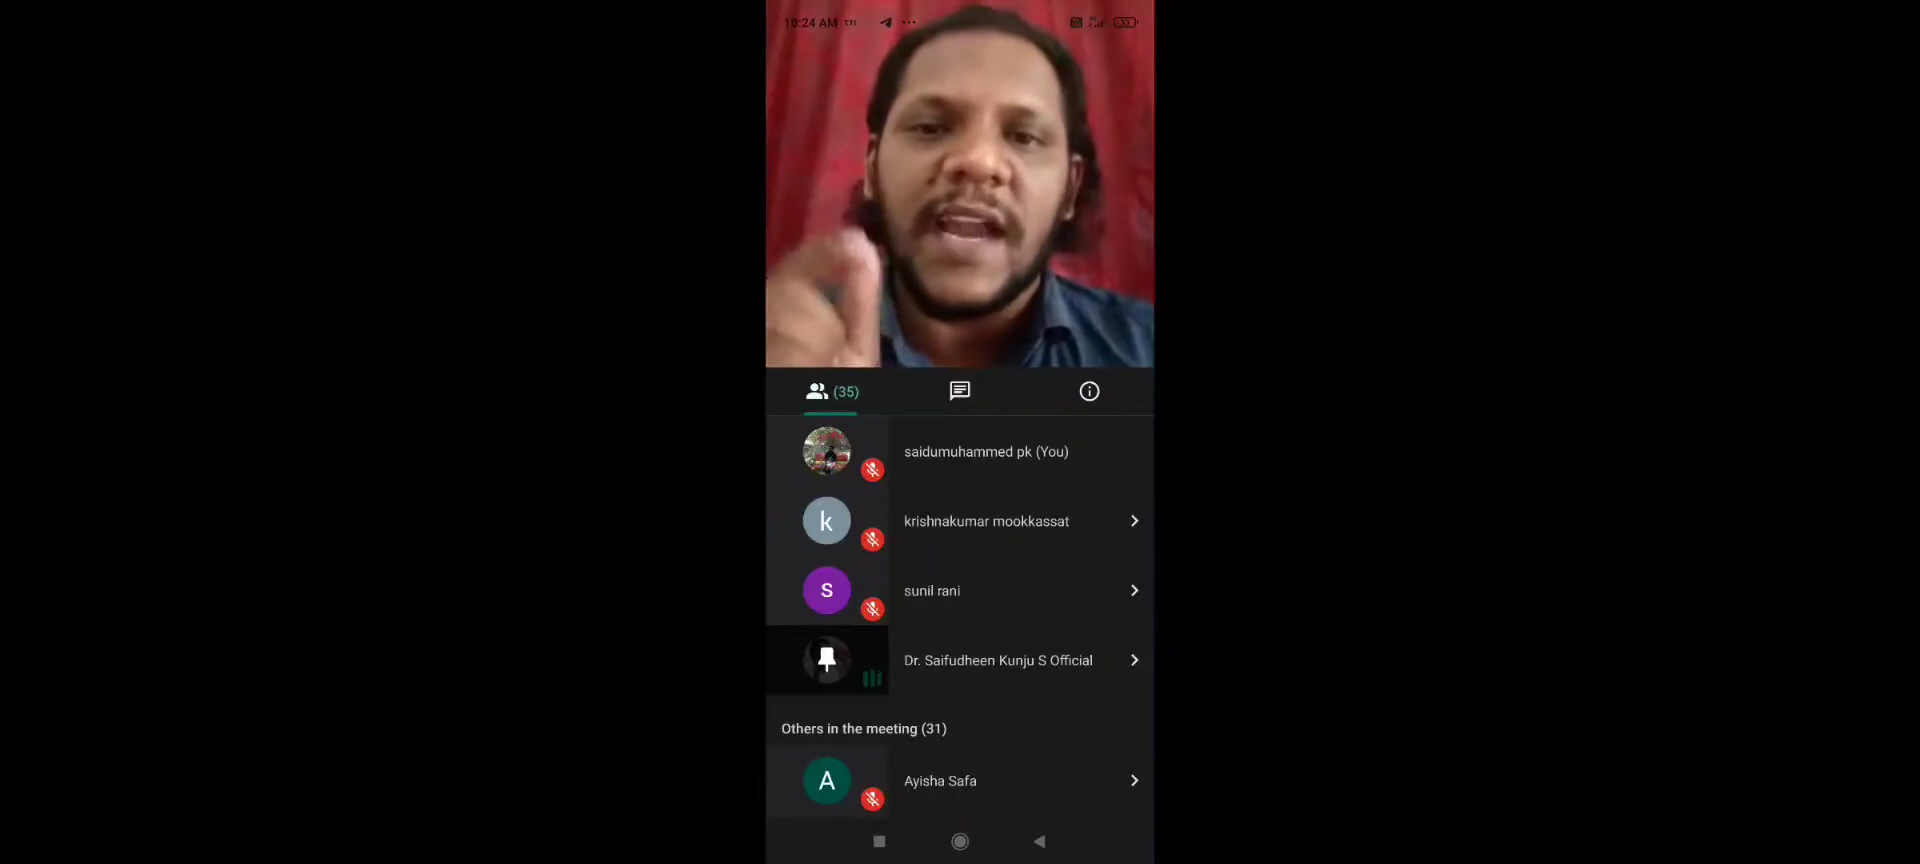 10:24 AM
53
(35)
saidumuhammed pk (You)
k
krishnakumar mookkassat
s
sunil rani
Dr. Saifudheen Kunju S Official
Others in the meeting (31)
A
Ayisha Safa